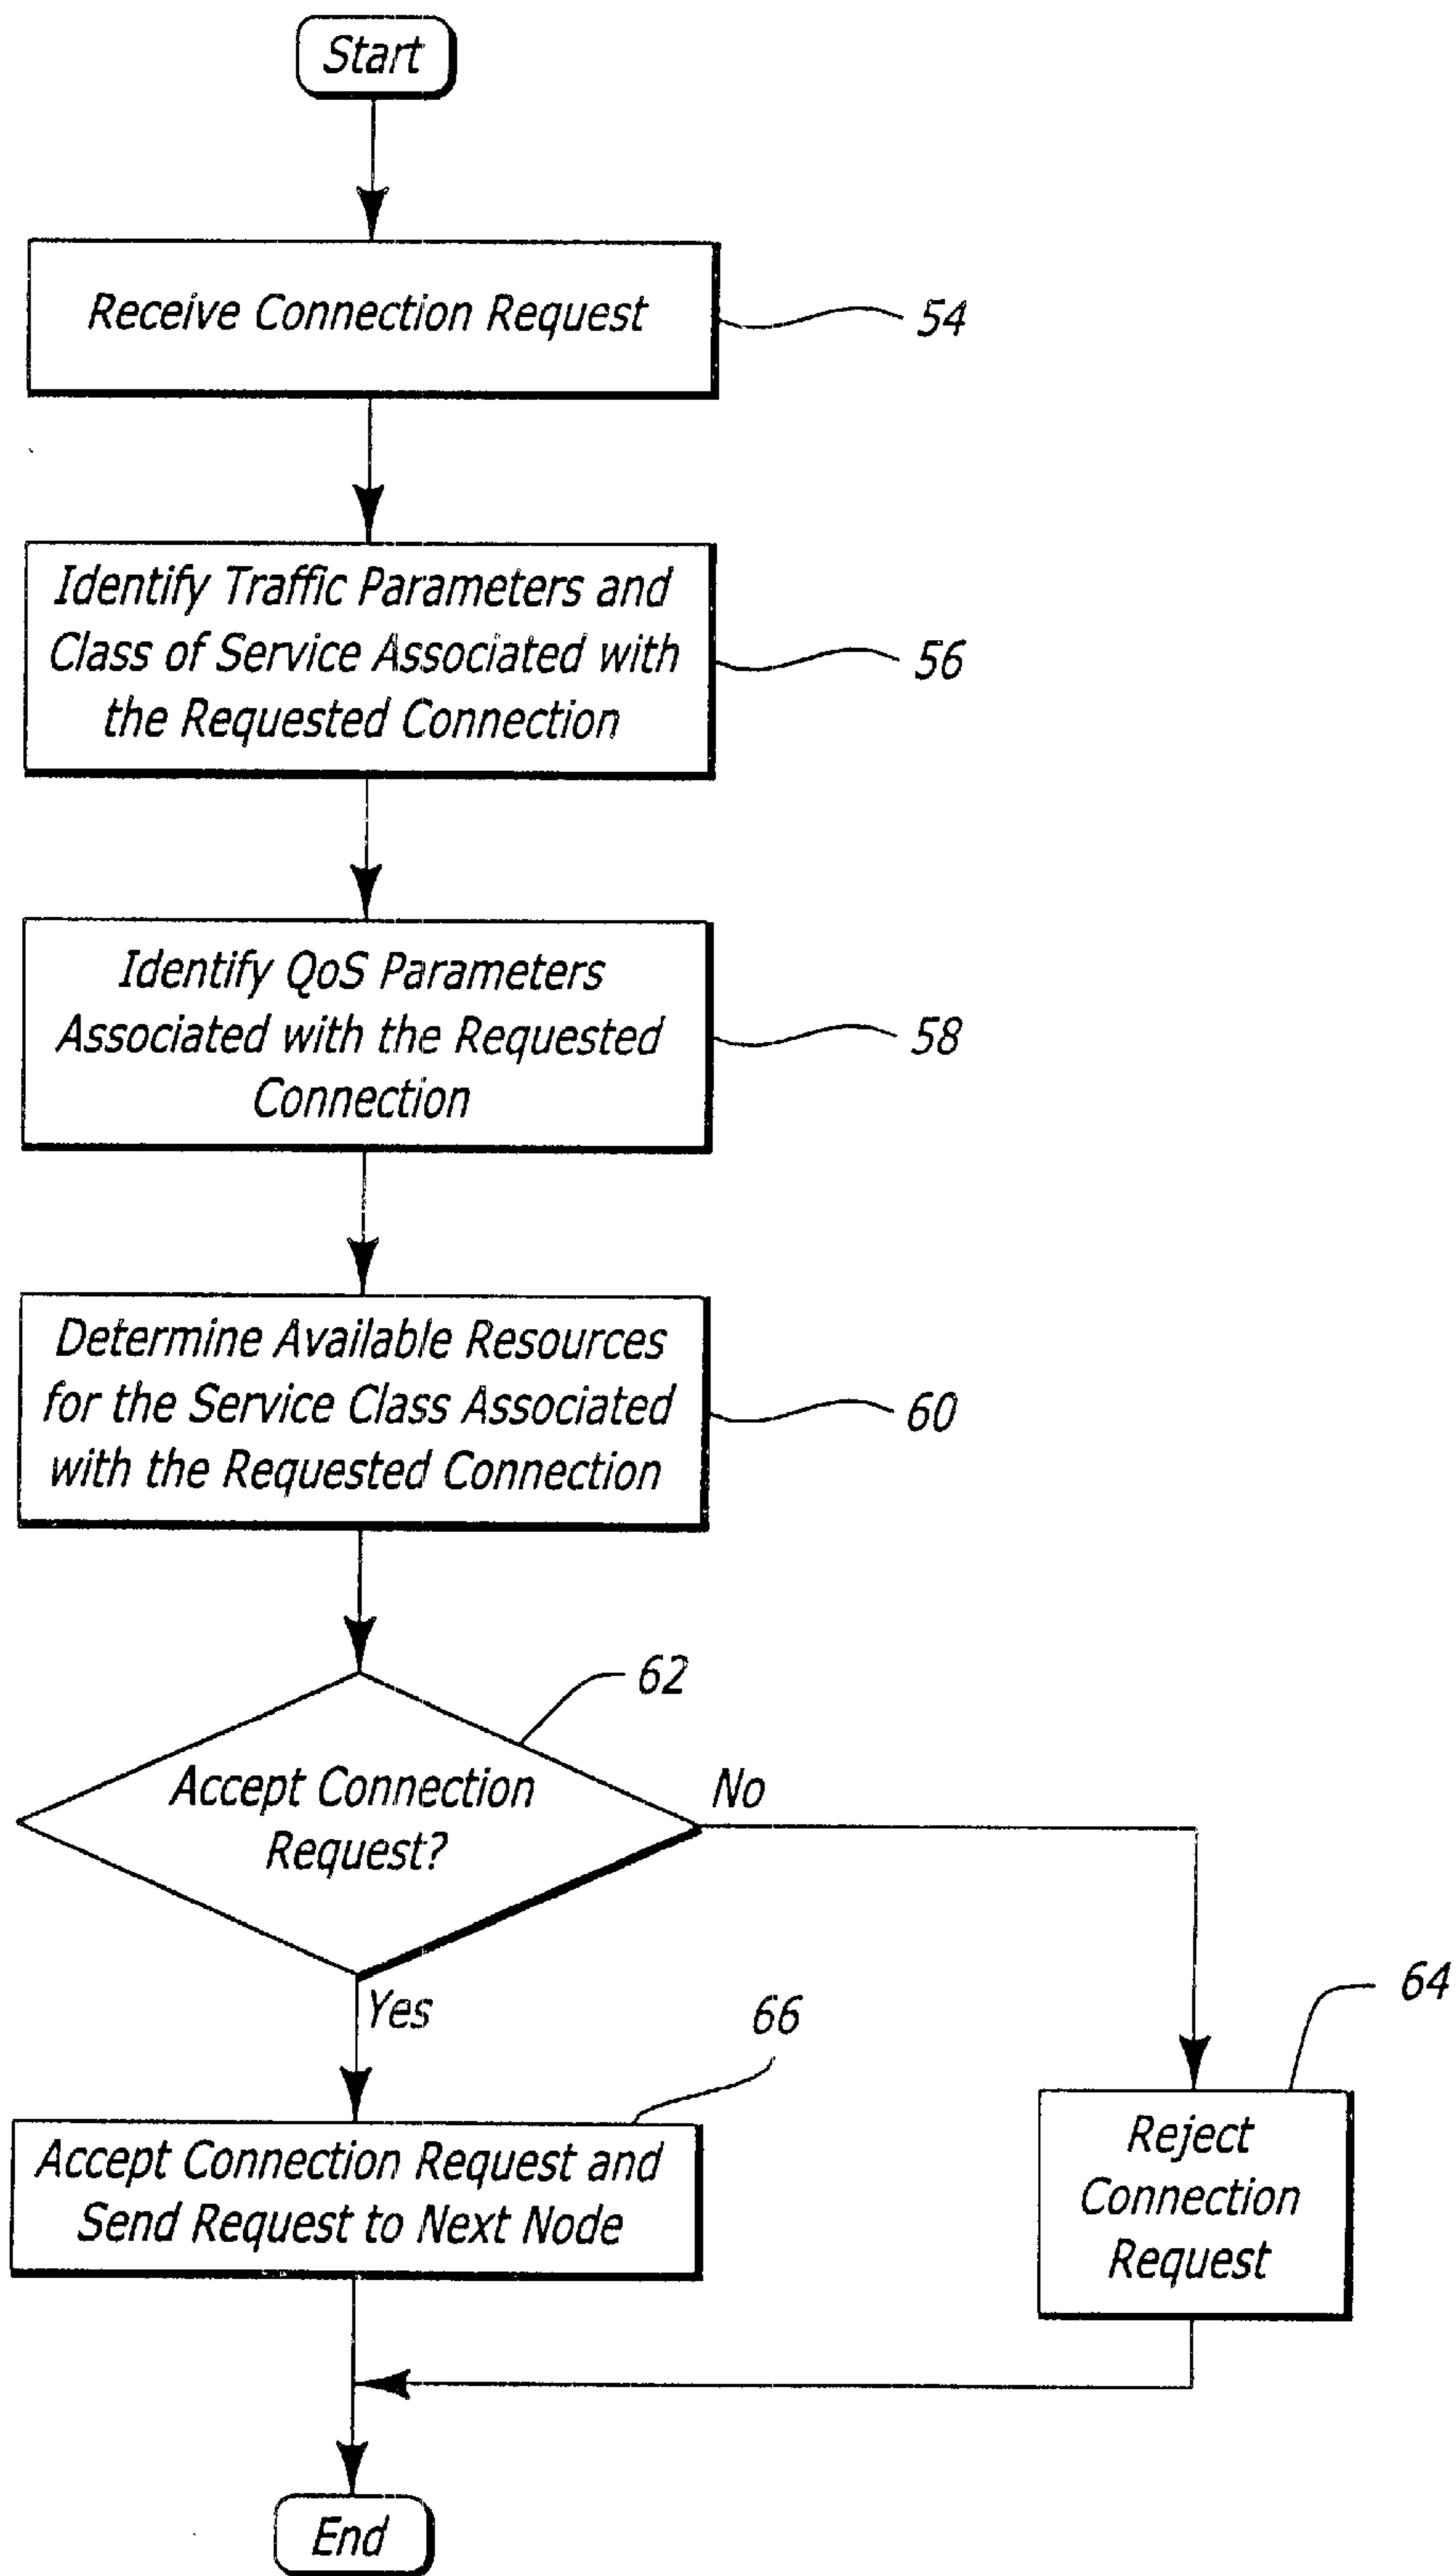 Start
Receive Connection Request
54
Identify Traffic Parameters and
Class of Service Associated with
the Requested Connection
56
Identify QoS Parameters
Associated with the Requested
Connection
58
Determine Available Resources
for the Service Class Associated
with the Requested Connection
60
62
Accept Connection
Request?
No
Yes
66
64
Accept Connection Request and
Send Request to Next Node
Reject
Connection
Request
End